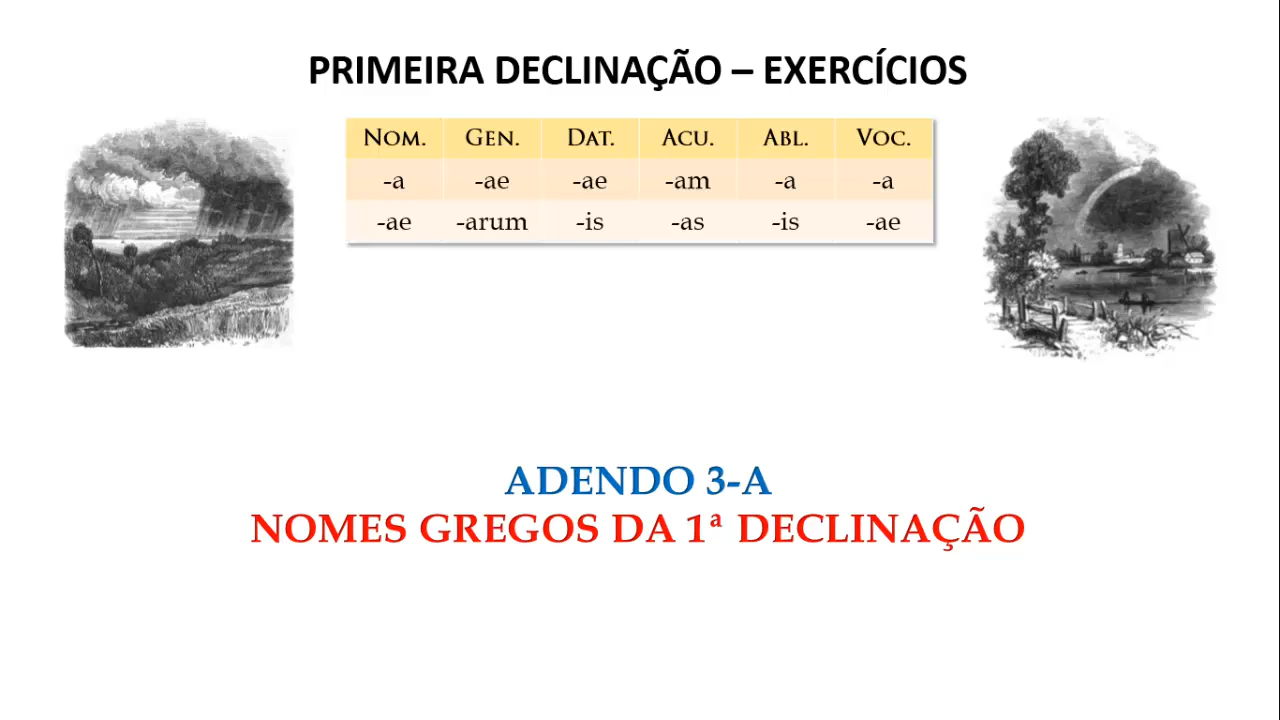 PRIMEIRA DECLINAÇÃO – EXERCÍCIOS
NOM. GEN. DAT. ACU. ABL. VOC.
-a -ae -ae -am -a -a
-ae -arum -is -as -is -ae
ADENDO 3-A
NOMES GREGOS DA 1ª DECLINAÇÃO